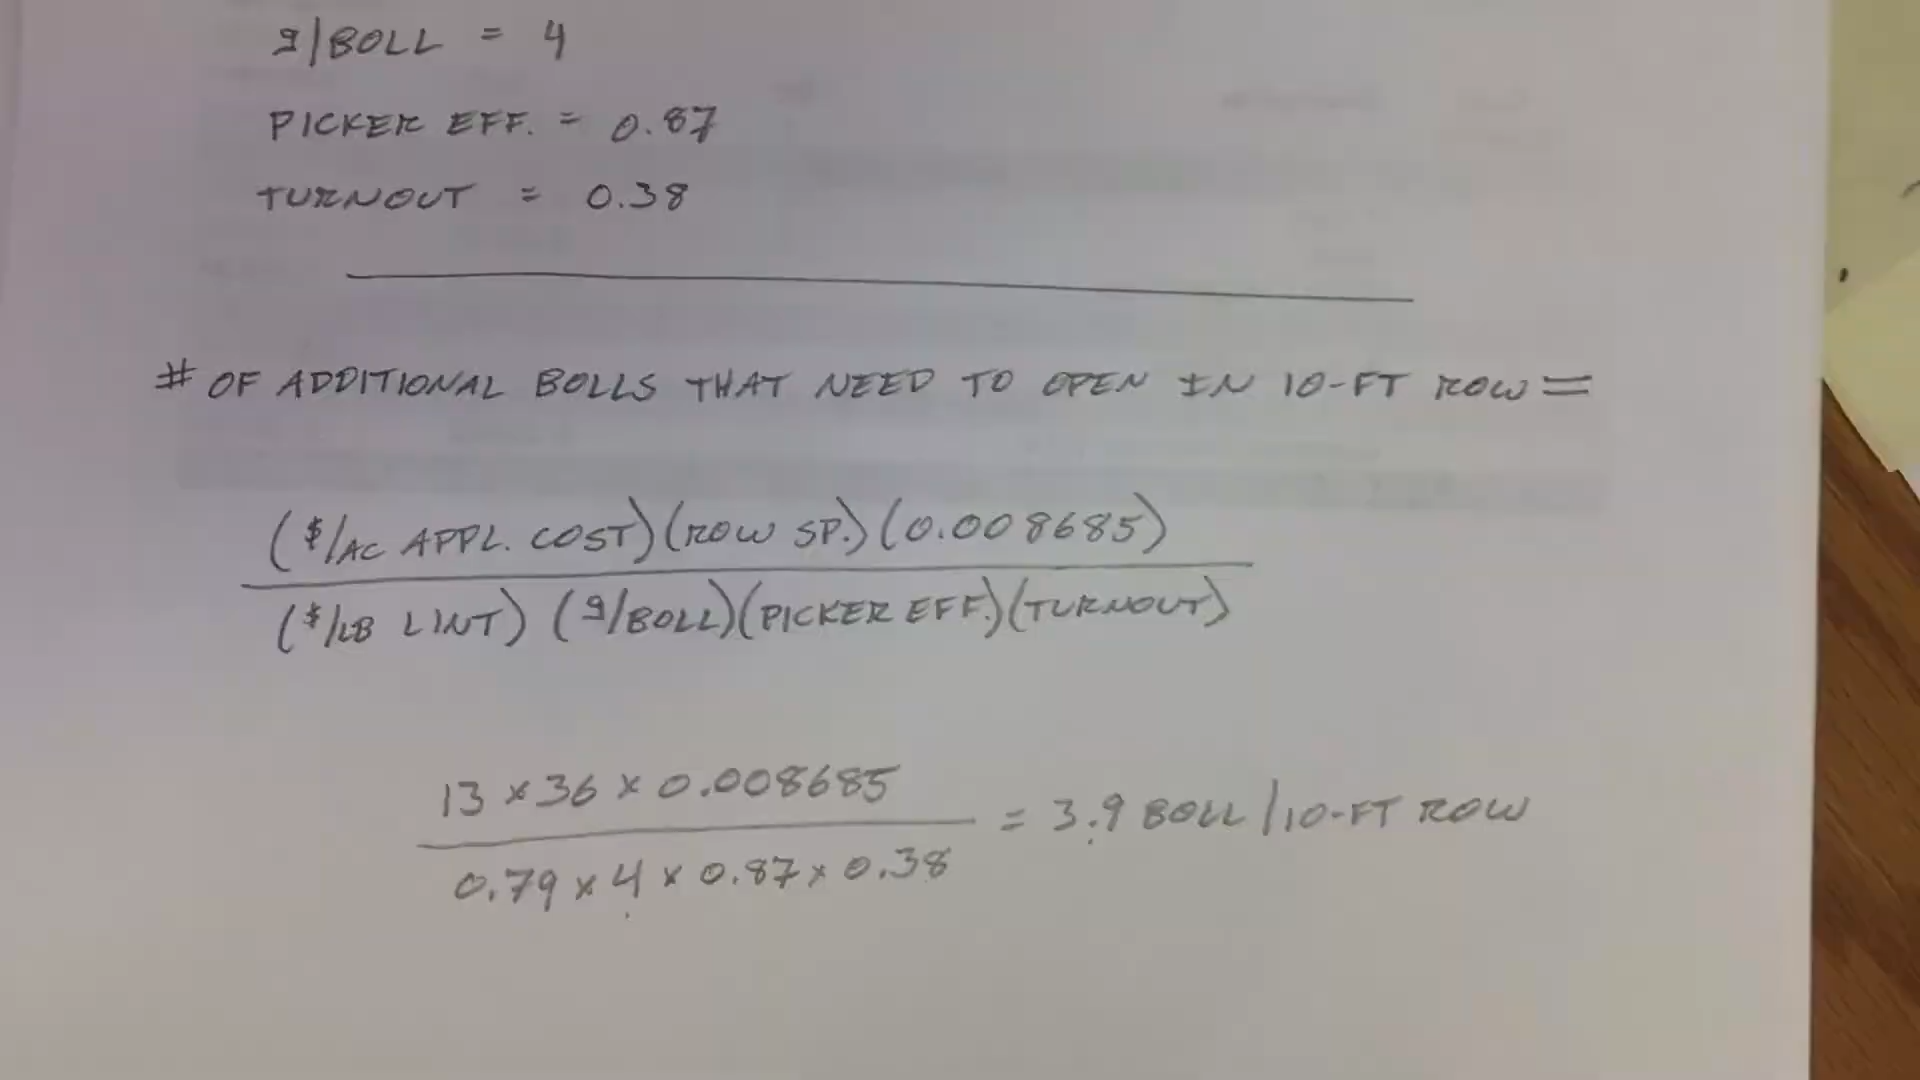 g/BOLL = 4
PICKER EFF. = 0.87
TURNOUT = 0.38
# OF ADDITIONAL BOLLS THAT NEED TO OPEN IN 10-FT ROW =
($/AC APPL. COST)(ROW SP.)(0.008685)
($/LB LINT)(g/BOLL)(PICKER EFF.)(TURNOUT)
13 × 36 × 0.008685
= 3.9 BOLL/10-FT ROW
0.79 × 4 × 0.87 × 0.38